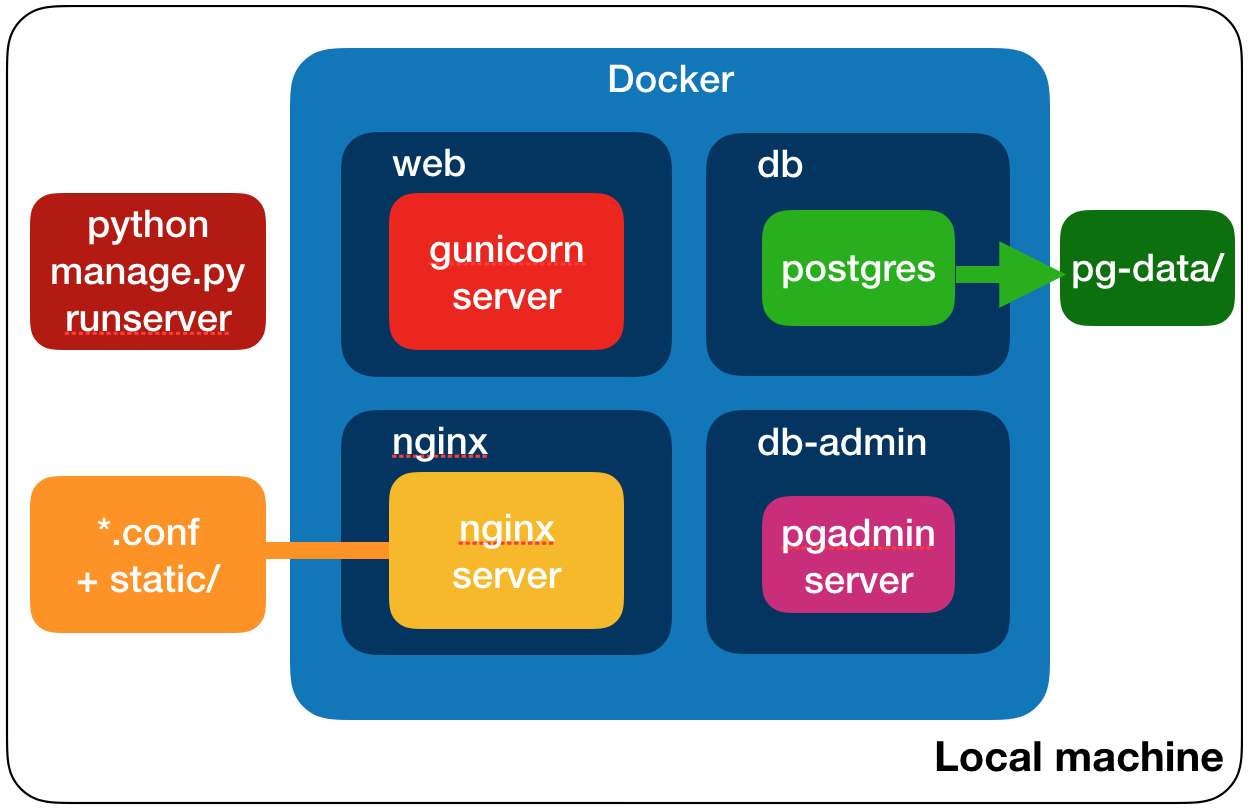 Docker
web
gunicorn
server
db
postgres
python
manage.py
runserver
pg-data/
nginx
nginx
server
db-admin
pgadmin
server
*.conf
+ static/
Local machine